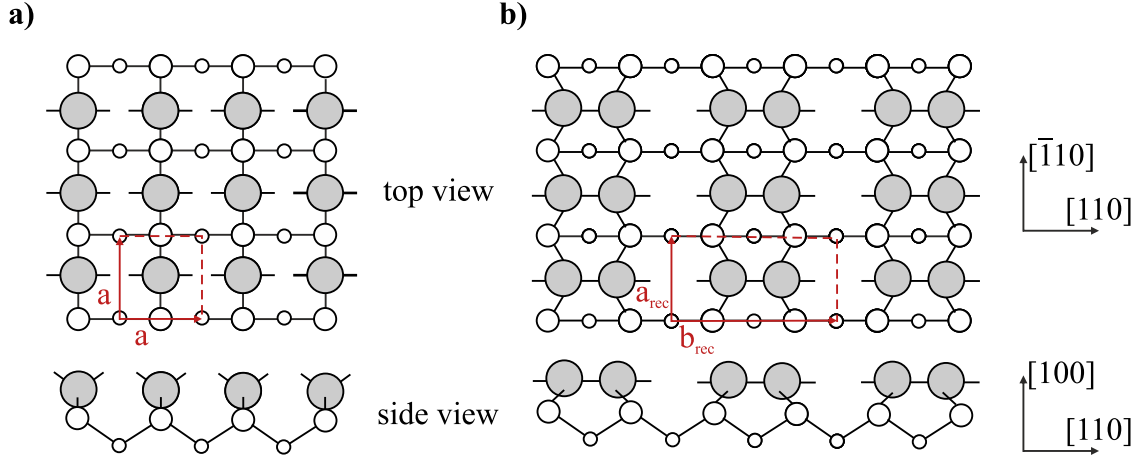 a)
b)
top view
[1̅10]
[110]
a
a
a_rec
b_rec
side view
[100]
[110]